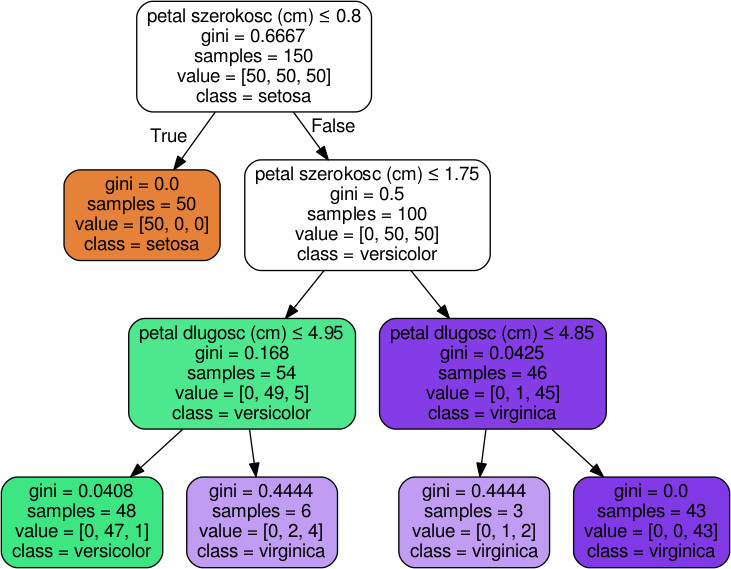 petal szerokosc (cm) ≤ 0.8
gini = 0.6667
samples = 150
value = [50, 50, 50]
class = setosa
True
False
gini = 0.0
samples = 50
value = [50, 0, 0]
class = setosa
petal szerokosc (cm) ≤ 1.75
gini = 0.5
samples = 100
value = [0, 50, 50]
class = versicolor
petal dlugosc (cm) ≤ 4.95
gini = 0.168
samples = 54
value = [0, 49, 5]
class = versicolor
petal dlugosc (cm) ≤ 4.85
gini = 0.0425
samples = 46
value = [0, 1, 45]
class = virginica
gini = 0.0408
samples = 48
value = [0, 47, 1]
class = versicolor
gini = 0.4444
samples = 6
value = [0, 2, 4]
class = virginica
gini = 0.4444
samples = 3
value = [0, 1, 2]
class = virginica
gini = 0.0
samples = 43
value = [0, 0, 43]
class = virginica